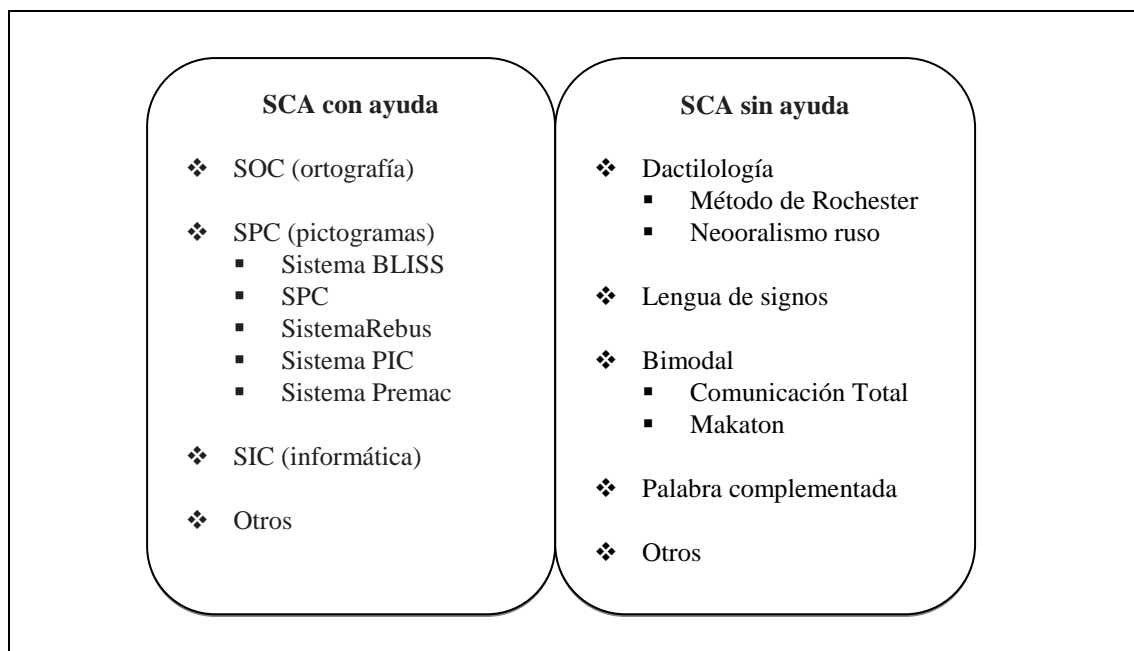 SCA con ayuda
❖ SOC (ortografía)
❖ SPC (pictogramas)
▪ Sistema BLISS
▪ SPC
▪ SistemaRebus
▪ Sistema PIC
▪ Sistema Premac
❖ SIC (informática)
❖ Otros
SCA sin ayuda
❖ Dactilología
▪ Método de Rochester
▪ Neooralismo ruso
❖ Lengua de signos
❖ Bimodal
▪ Comunicación Total
▪ Makaton
❖ Palabra complementada
❖ Otros